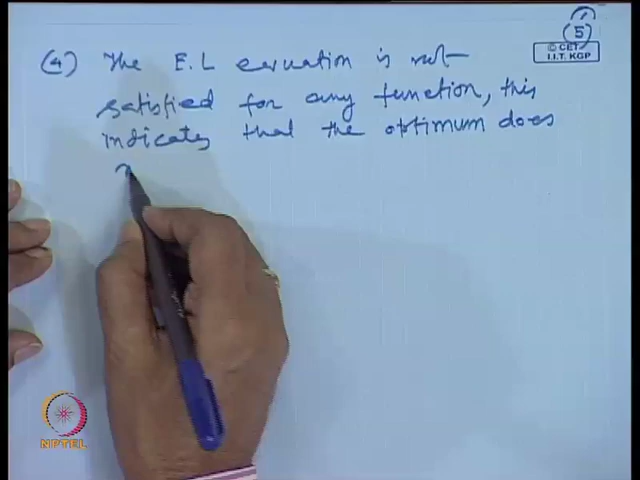 (5)
© CET
I.I.T. KGP
(4) The E.L equation is not
satisfied for any function, this
indicates that the optimum does
NPTEL